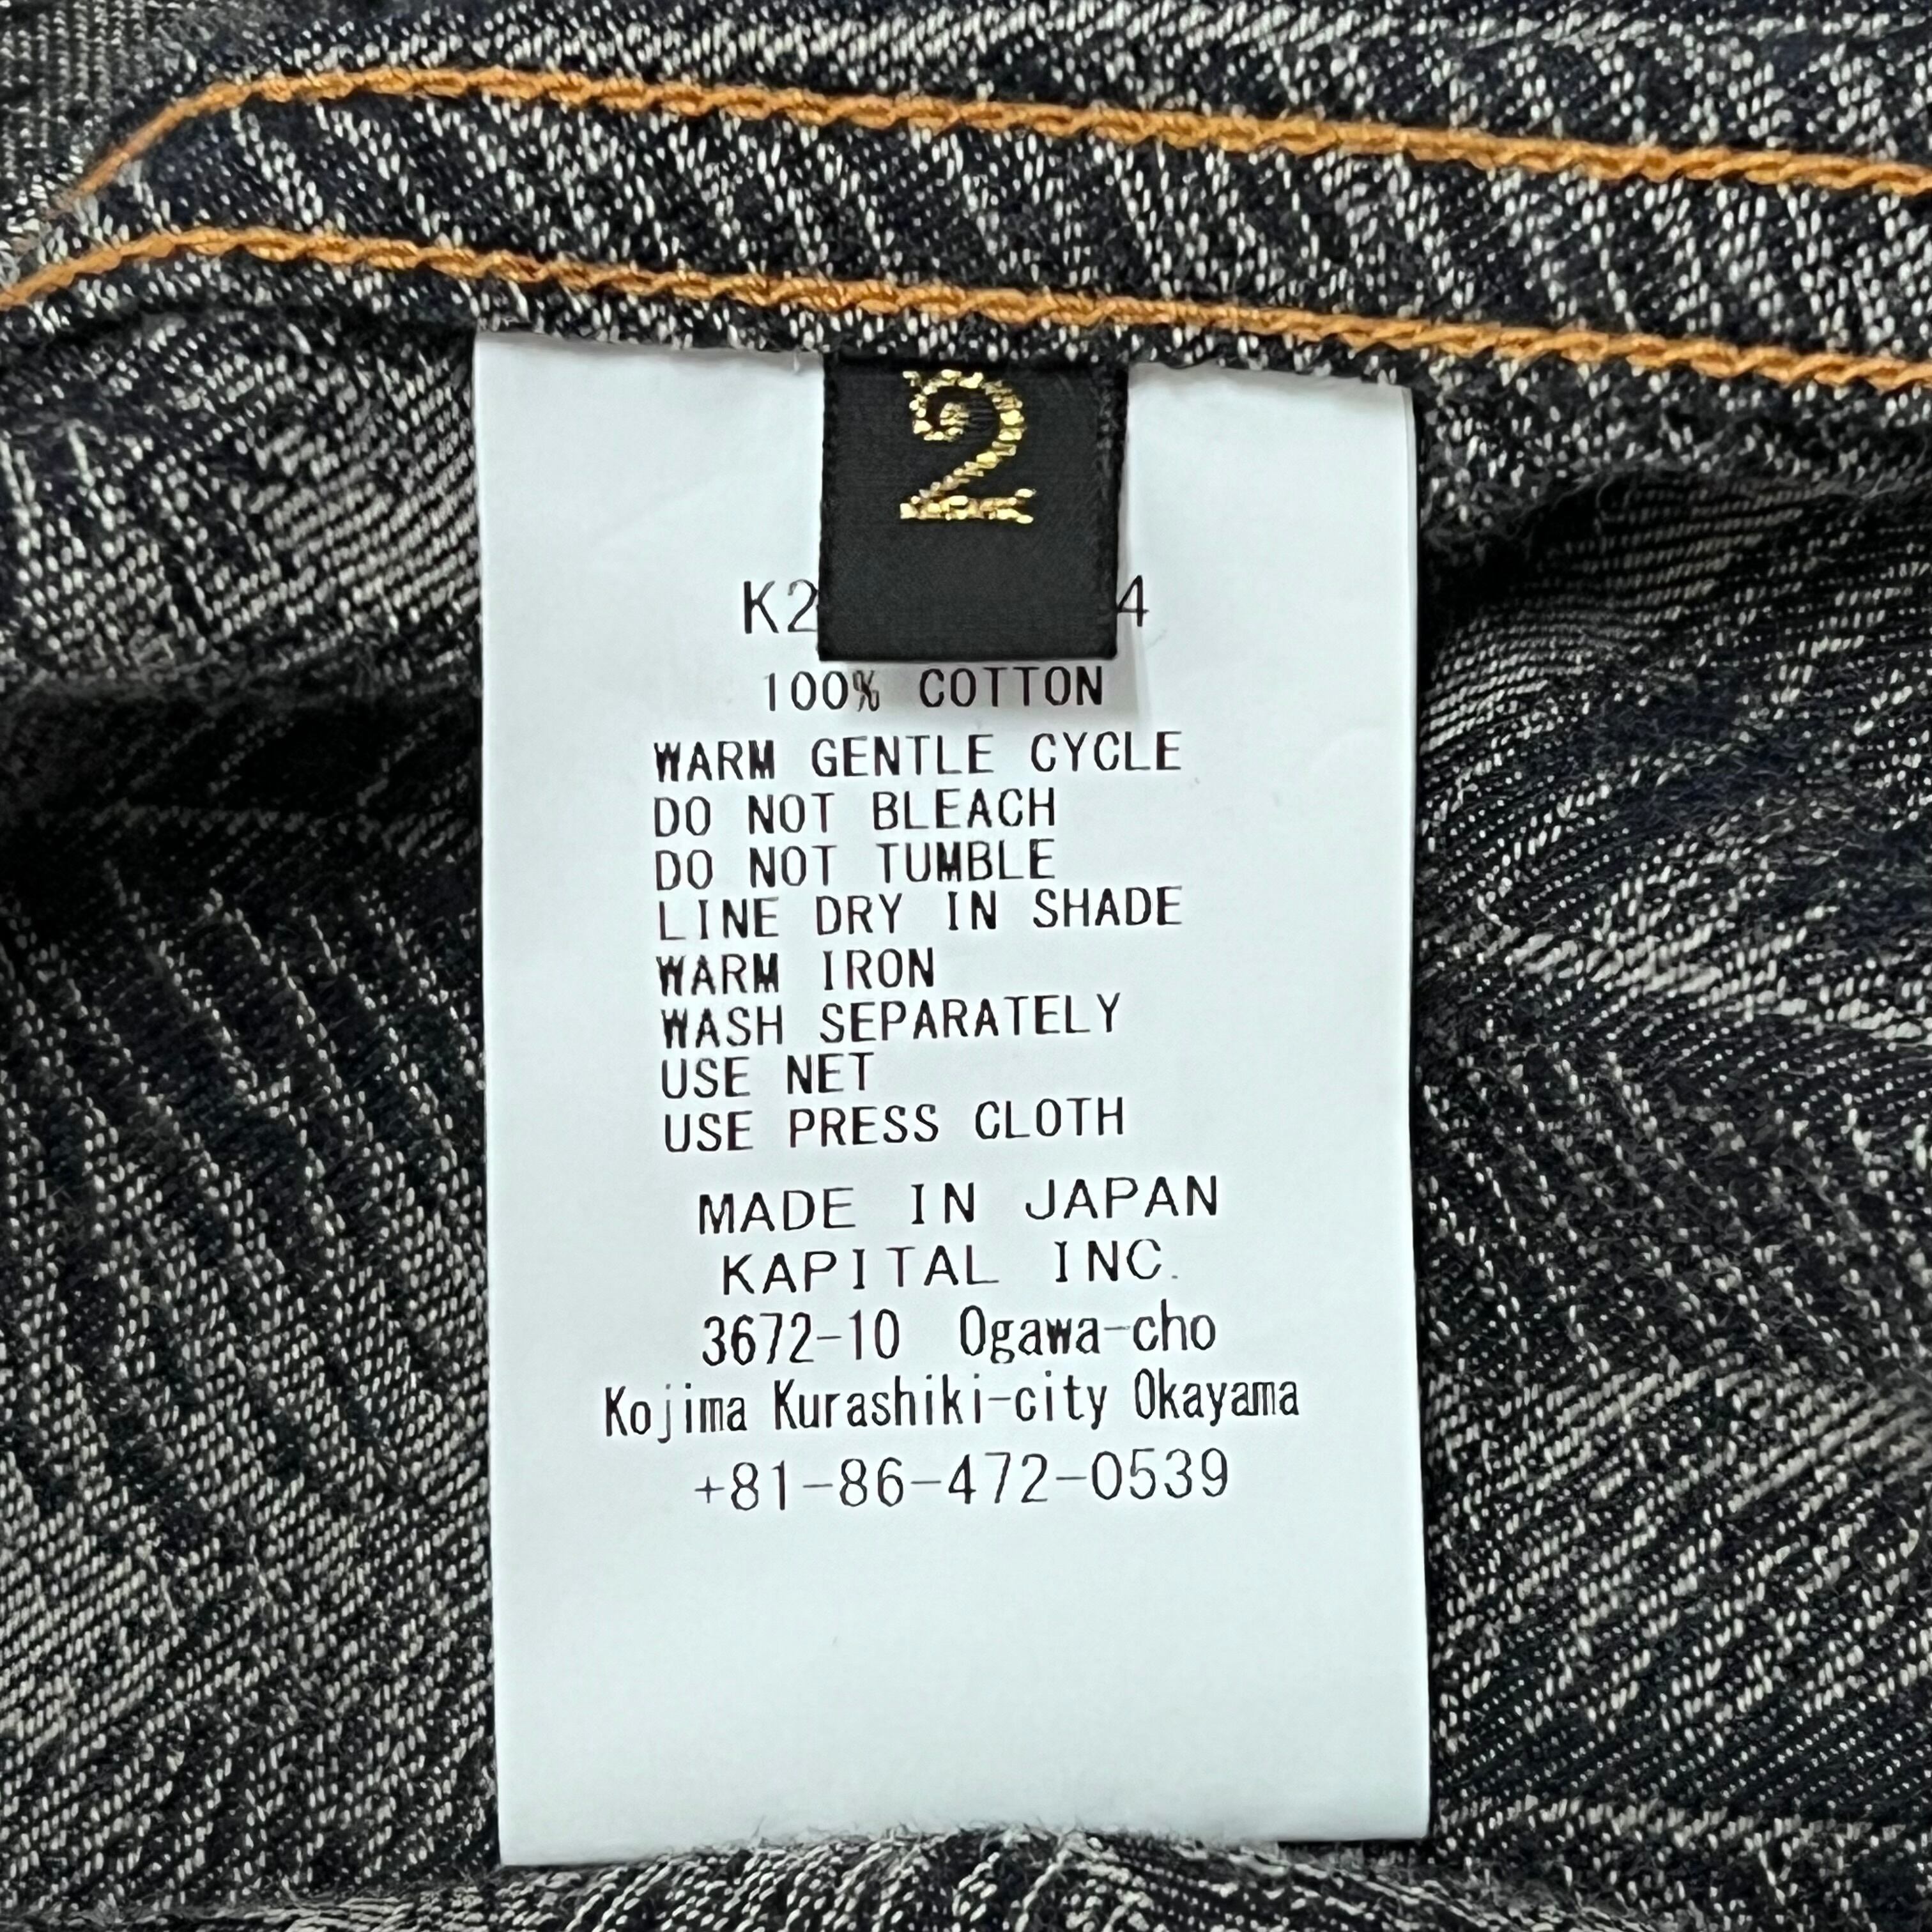 2
100% COTTON
WARM GENTLE CYCLE
DO NOT BLEACH
DO NOT TUMBLE
LINE DRY IN SHADE
WARM IRON
WASH SEPARATELY
USE NET
USE PRESS CLOTH
MADE IN JAPAN
KAPITAL INC.
3672-10 Ogawa-cho
Kojima Kurashiki-city Okayama
+81-86-472-0539